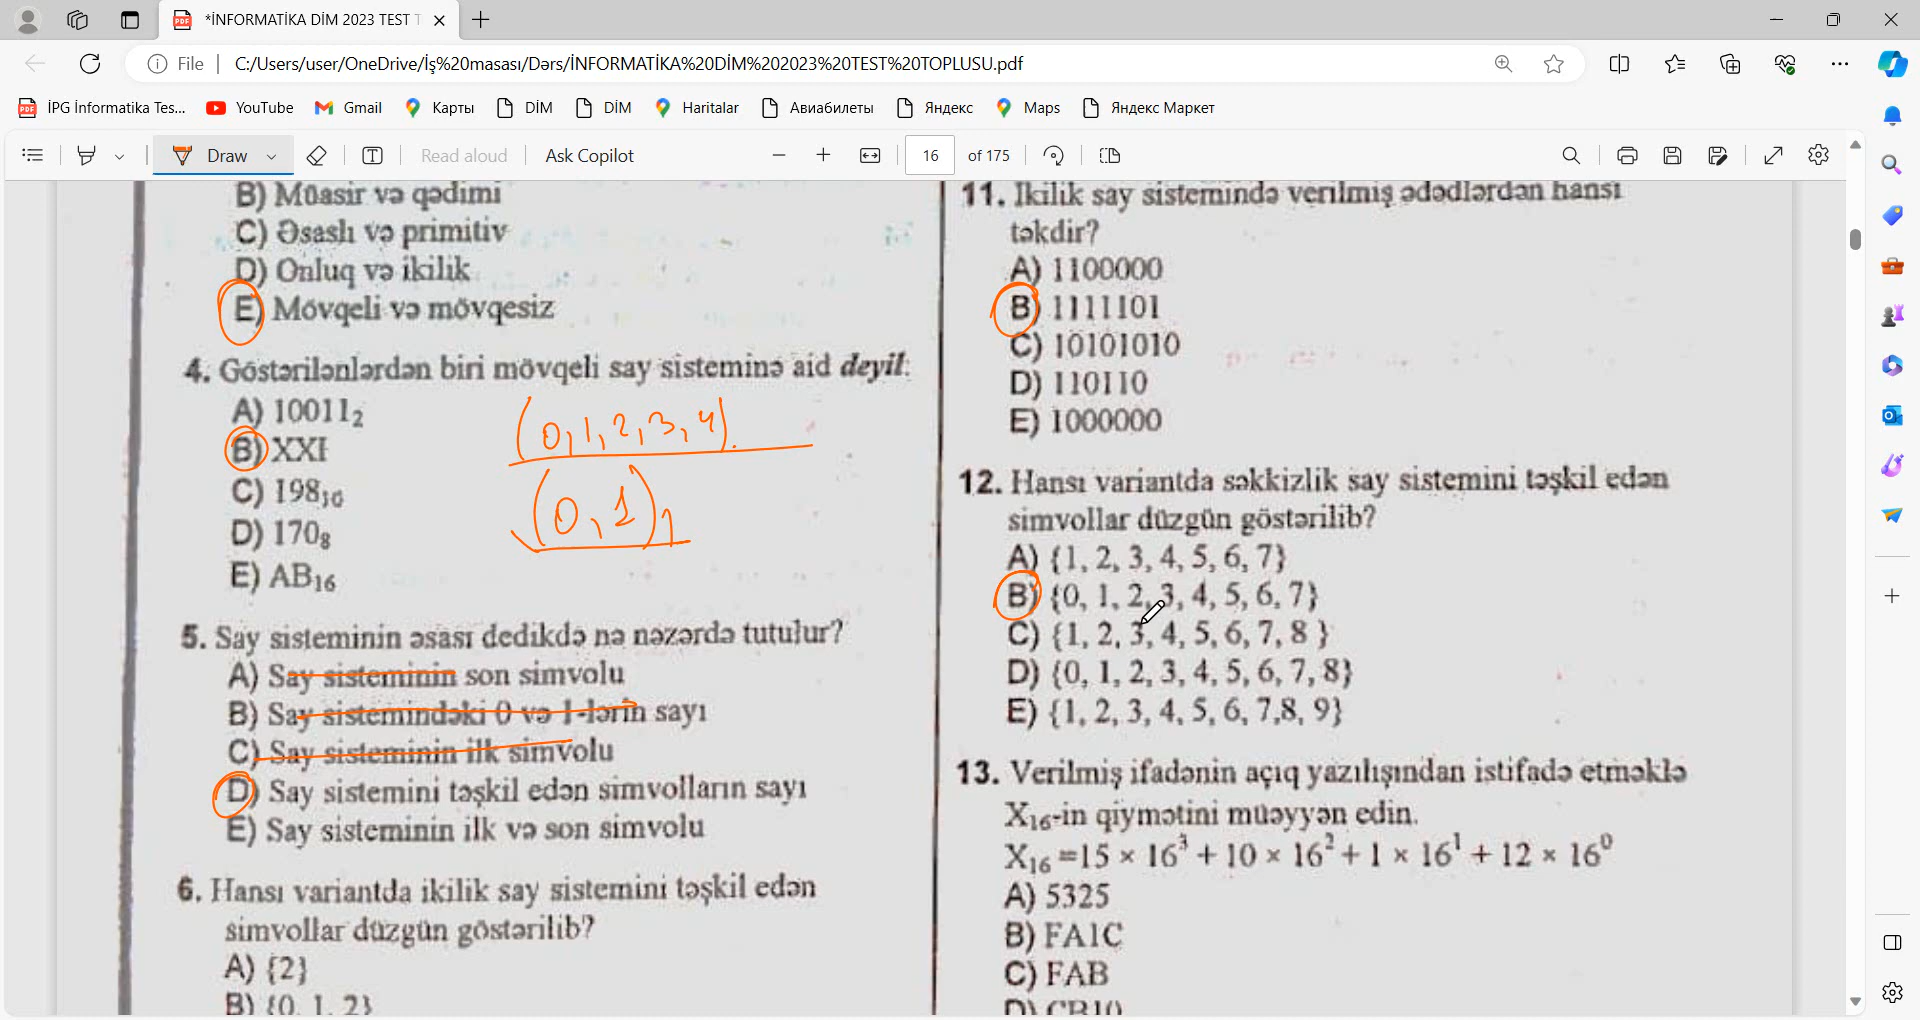 *İNFORMATİKA DİM 2023 TEST T
File
C:/Users/user/OneDrive/İş%20masası/Dərs/İNFORMATİKA%20DİM%202023%20TEST%20TOPLUSU.pdf
İPG İnformatika Tes...
YouTube
Gmail
Карты
DİM
DİM
Haritalar
Авиабилеты
Яндекс
Maps
Яндекс Маркет
Draw
Read aloud
Ask Copilot
16
of 175
B) Müasir və qədimi
C) Əsaslı və primitiv
D) Onluq və ikilik
E) Mövqeli və mövqesiz
4. Göstərilənlərdən biri mövqeli say sisteminə aid deyil:
A) 10011₂
B) XXI
C) 198₁₆
D) 170₈
E) AB₁₆
(0,1,2,3,4).
(0,1)1
5. Say sisteminin əsası dedikdə nə nəzərdə tutulur?
A) Say sisteminin son simvolu
B) Say sistemindəki 0 və 1-lərin sayı
C) Say sisteminin ilk simvolu
D) Say sistemini təşkil edən simvolların sayı
E) Say sisteminin ilk və son simvolu
6. Hansı variantda ikilik say sistemini təşkil edən
simvollar düzgün göstərilib?
A) {2}
B) {0, 1, 2}
11. İkilik say sistemində verilmiş ədədlərdən hansı
təkdir?
A) 1100000
B) 1111101
C) 10101010
D) 110110
E) 1000000
12. Hansı variantda səkkizlik say sistemini təşkil edən
simvollar düzgün göstərilib?
A) {1, 2, 3, 4, 5, 6, 7}
B) {0, 1, 2, 3, 4, 5, 6, 7}
C) {1, 2, 3, 4, 5, 6, 7, 8 }
D) {0, 1, 2, 3, 4, 5, 6, 7, 8}
E) {1, 2, 3, 4, 5, 6, 7,8, 9}
13. Verilmiş ifadənin açıq yazılışından istifadə etməklə
X₁₆-in qiymətini müəyyən edin.
X₁₆ =15 × 16³ + 10 × 16² + 1 × 16¹ + 12 × 16⁰
A) 5325
B) FA1C
C) FAB
D) CB10